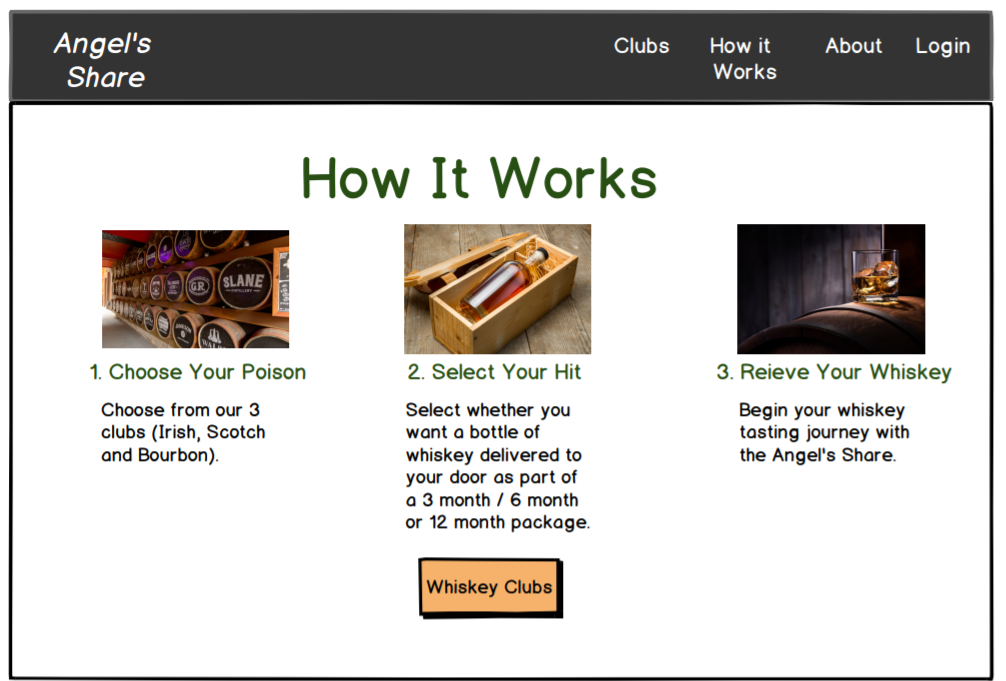 Angel's
Share
Clubs
How it
Works
About
Login
How It Works
SLANE
G.R.
1. Choose Your Poison
Choose from our 3
clubs (Irish, Scotch
and Bourbon).
2. Select Your Hit
Select whether you
want a bottle of
whiskey delivered to
your door as part of
a 3 month / 6 month
or 12 month package.
3. Reieve Your Whiskey
Begin your whiskey
tasting journey with
the Angel's Share.
Whiskey Clubs